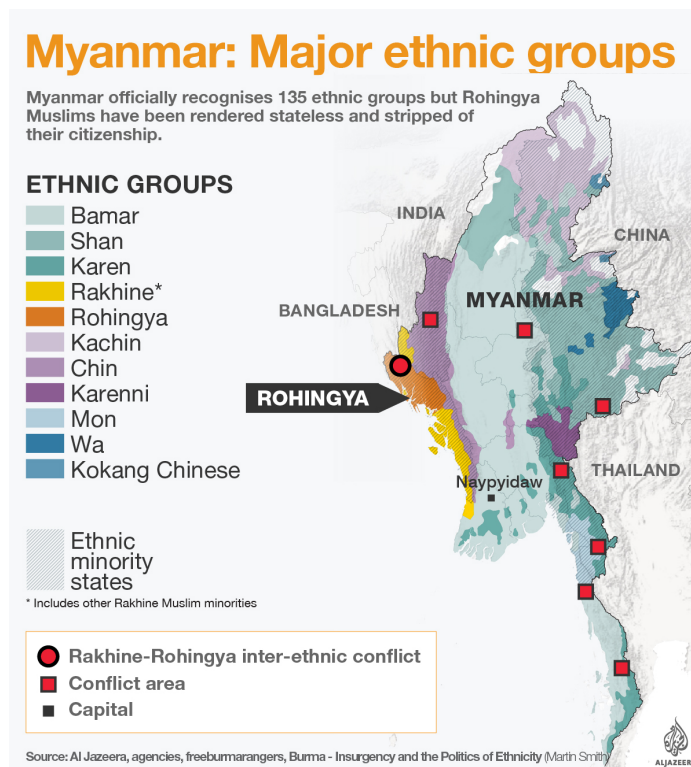 Myanmar: Major ethnic groups
Myanmar officially recognises 135 ethnic groups but Rohingya
Muslims have been rendered stateless and stripped of
their citizenship.
ETHNIC GROUPS
Bamar
Shan
Karen
Rakhine*
Rohingya
Kachin
Chin
Karenni
Mon
Wa
Kokang Chinese
Ethnic
minority
states
* Includes other Rakhine Muslim minorities
INDIA
CHINA
BANGLADESH
MYANMAR
ROHINGYA
THAILAND
Naypyidaw
Rakhine-Rohingya inter-ethnic conflict
Conflict area
Capital
Source: Al Jazeera, agencies, freeburmarangers, Burma - Insurgency and the Politics of Ethnicity (Martin Smith)
ALJAZEER